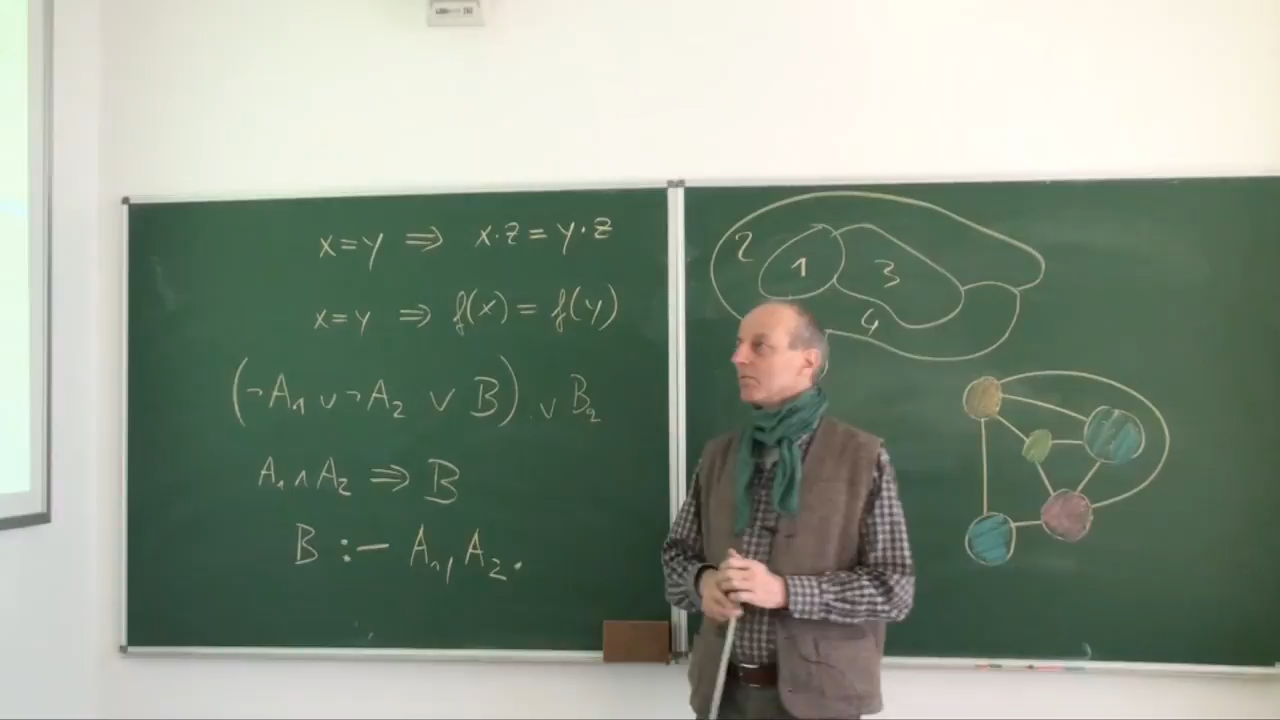 x=y ⇒ x·z = y·z
x=y ⇒ f(x) = f(y)
(¬A₁ ∨ ¬A₂ ∨ B) ∨ B₂
A₁ ∧ A₂ ⇒ B
B :- A₁, A₂.
2
1
3
4